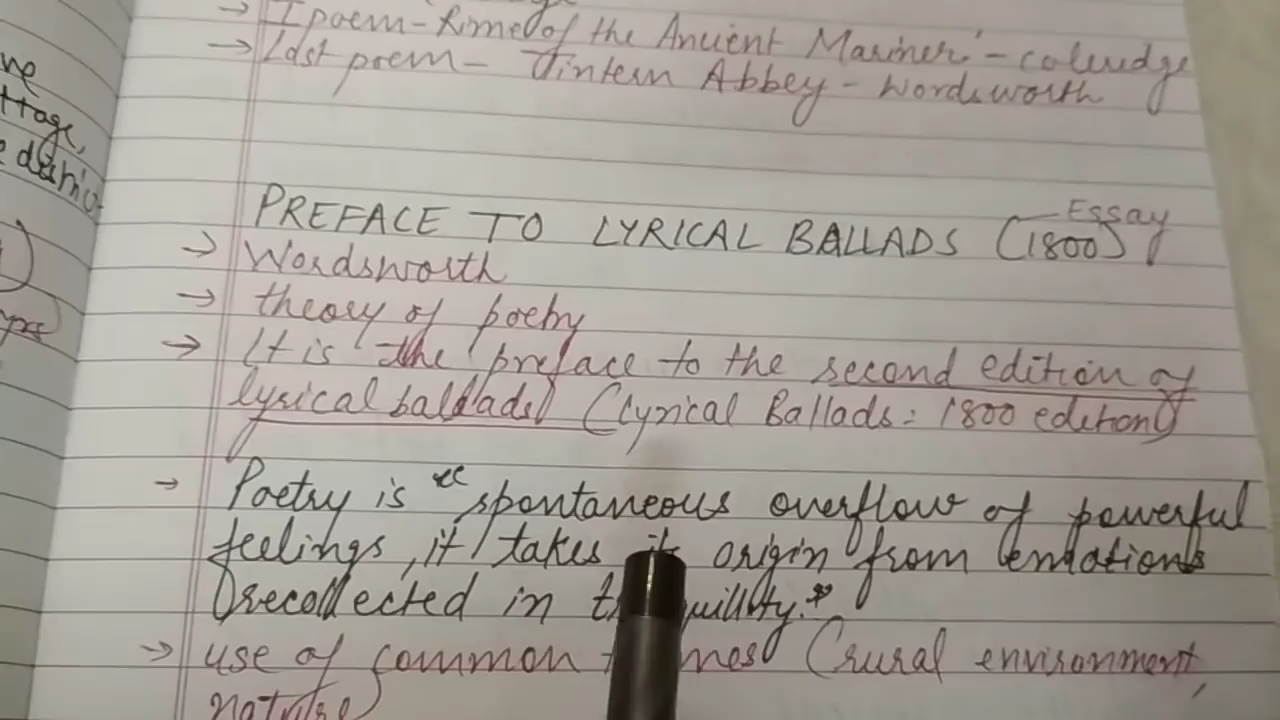 → I poem - Rime of the Ancient Mariner' - coleridge
→ Last poem - Tintern Abbey - Wordsworth
ttage,
PREFACE TO LYRICAL BALLADS (1800) Essay
→ Wordsworth
→ theory of poetry
→ It is the preface to the second edition of
lyrical ballads) (Lyrical Ballads: 1800 edition)
→ Poetry is "spontaneous overflow of powerful
feelings, it takes origin from emotions
recollected in
→ use of common (rural environment,
nature)